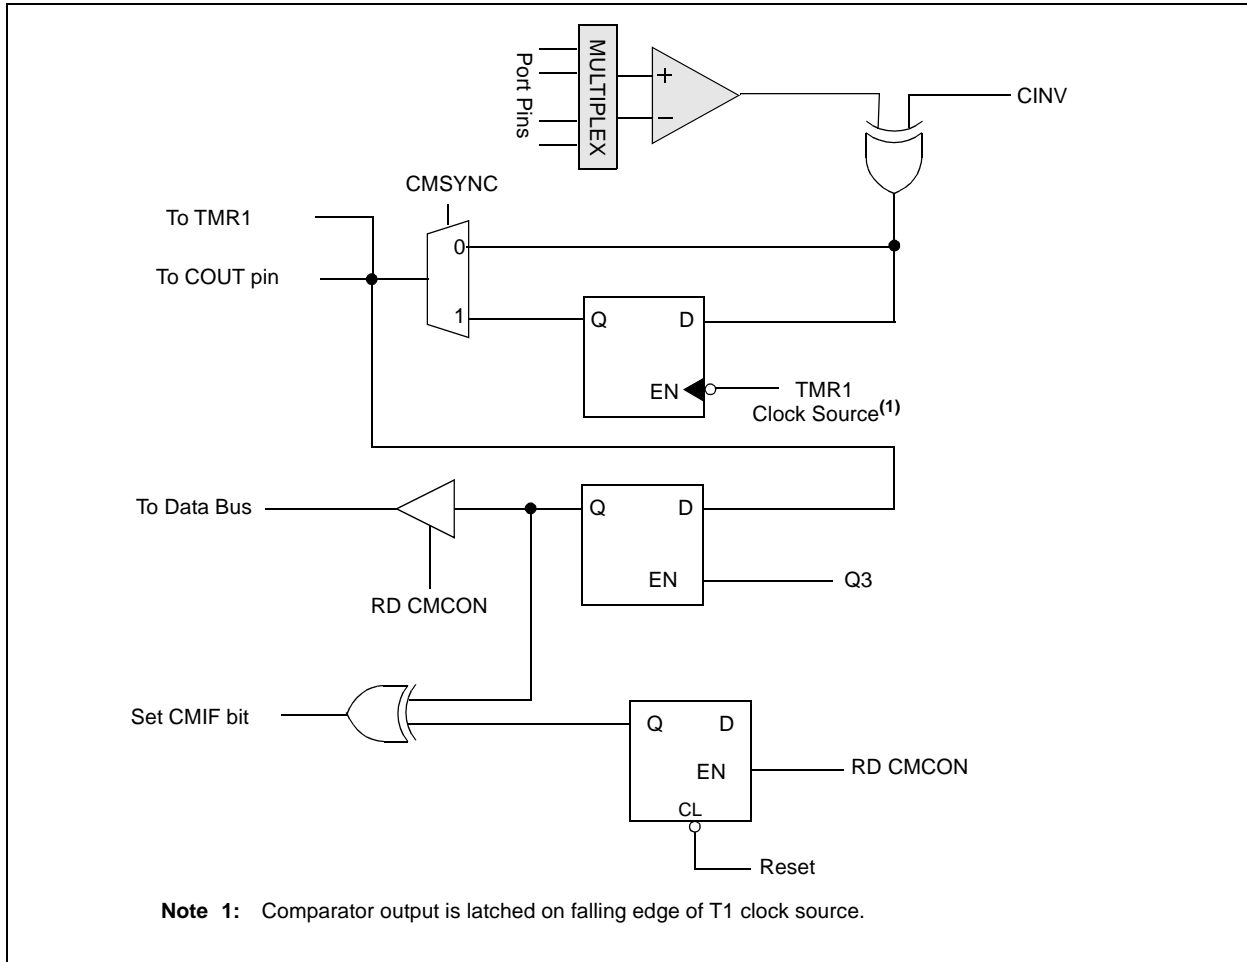 Port Pins
MULTIPLEX
+
−
CINV
CMSYNC
To TMR1
0
To COUT pin
1
Q D
EN
TMR1
Clock Source(1)
To Data Bus
Q D
EN
Q3
RD CMCON
Set CMIF bit
Q D
EN
RD CMCON
CL
Reset
Note 1: Comparator output is latched on falling edge of T1 clock source.